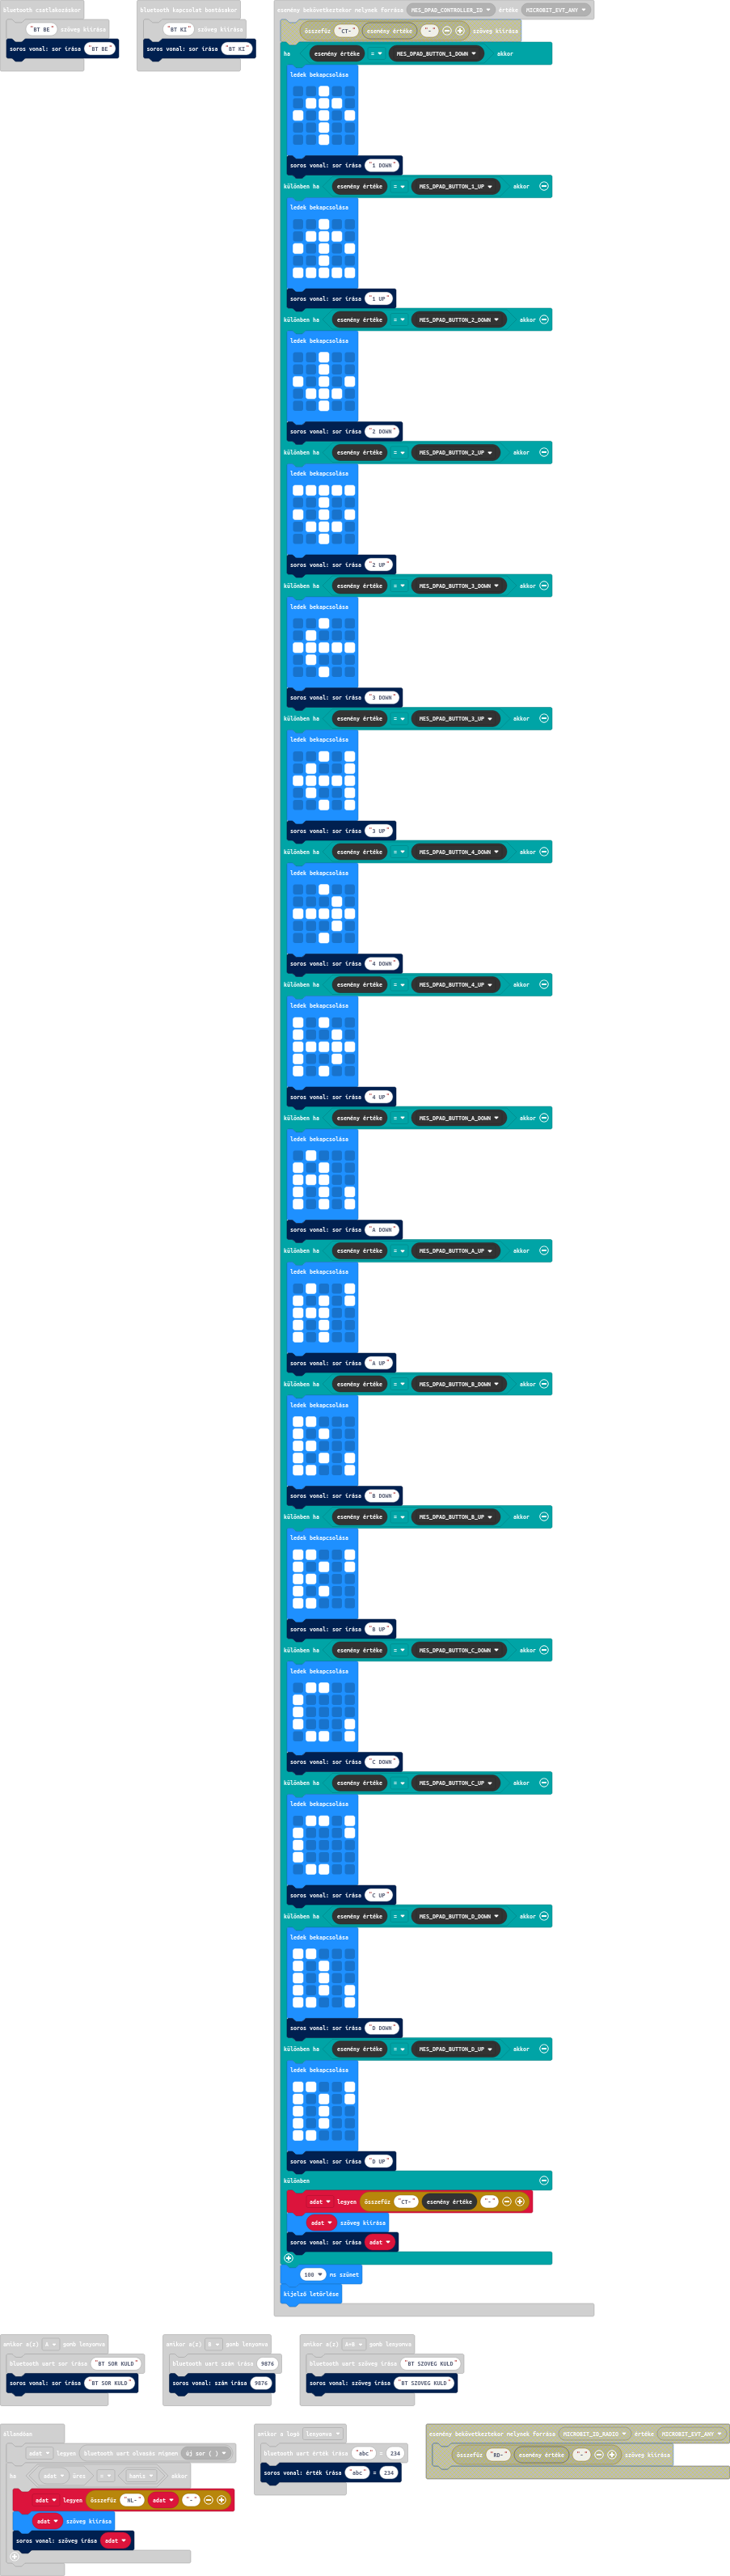 bluetooth csatlakozáskor
"BT BE" szöveg kiírása
soros vonal: sor írása "BT BE"
bluetooth kapcsolat bontásakor
"BT KI" szöveg kiírása
soros vonal: sor írása "BT KI"
esemény bekövetkeztekor melynek forrása MES_DPAD_CONTROLLER_ID értéke MICROBIT_EVT_ANY
összefűz "CT-" esemény értéke "-" szöveg kiírása
ha esemény értéke = MES_DPAD_BUTTON_1_DOWN akkor
ledek bekapcsolása
soros vonal: sor írása "1 DOWN"
különben ha esemény értéke = MES_DPAD_BUTTON_1_UP akkor
ledek bekapcsolása
soros vonal: sor írása "1 UP"
különben ha esemény értéke = MES_DPAD_BUTTON_2_DOWN akkor
ledek bekapcsolása
soros vonal: sor írása "2 DOWN"
különben ha esemény értéke = MES_DPAD_BUTTON_2_UP akkor
ledek bekapcsolása
soros vonal: sor írása "2 UP"
különben ha esemény értéke = MES_DPAD_BUTTON_3_DOWN akkor
ledek bekapcsolása
soros vonal: sor írása "3 DOWN"
különben ha esemény értéke = MES_DPAD_BUTTON_3_UP akkor
ledek bekapcsolása
soros vonal: sor írása "3 UP"
különben ha esemény értéke = MES_DPAD_BUTTON_4_DOWN akkor
ledek bekapcsolása
soros vonal: sor írása "4 DOWN"
különben ha esemény értéke = MES_DPAD_BUTTON_4_UP akkor
ledek bekapcsolása
soros vonal: sor írása "4 UP"
különben ha esemény értéke = MES_DPAD_BUTTON_A_DOWN akkor
ledek bekapcsolása
soros vonal: sor írása "A DOWN"
különben ha esemény értéke = MES_DPAD_BUTTON_A_UP akkor
ledek bekapcsolása
soros vonal: sor írása "A UP"
különben ha esemény értéke = MES_DPAD_BUTTON_B_DOWN akkor
ledek bekapcsolása
soros vonal: sor írása "B DOWN"
különben ha esemény értéke = MES_DPAD_BUTTON_B_UP akkor
ledek bekapcsolása
soros vonal: sor írása "B UP"
különben ha esemény értéke = MES_DPAD_BUTTON_C_DOWN akkor
ledek bekapcsolása
soros vonal: sor írása "C DOWN"
különben ha esemény értéke = MES_DPAD_BUTTON_C_UP akkor
ledek bekapcsolása
soros vonal: sor írása "C UP"
különben ha esemény értéke = MES_DPAD_BUTTON_D_DOWN akkor
ledek bekapcsolása
soros vonal: sor írása "D DOWN"
különben ha esemény értéke = MES_DPAD_BUTTON_D_UP akkor
ledek bekapcsolása
soros vonal: sor írása "D UP"
különben
adat legyen összefűz "CT-" esemény értéke "-"
adat szöveg kiírása
soros vonal: sor írása adat
100 ms szünet
kijelző letörlése
amikor a(z) A gomb lenyomva
bluetooth uart sor írása "BT SOR KULD"
soros vonal: sor írása "BT SOR KULD"
amikor a(z) B gomb lenyomva
bluetooth uart szám írása 9876
soros vonal: szám írása 9876
amikor a(z) A+B gomb lenyomva
bluetooth uart szöveg írása "BT SZOVEG KULD"
soros vonal: szöveg írása "BT SZOVEG KULD"
állandóan
adat legyen bluetooth uart olvasás mígnem új sor ( )
ha adat üres = hamis akkor
adat legyen összefűz "HL-" adat "-"
adat szöveg kiírása
soros vonal: szöveg írása adat
amikor a logó lenyomva
bluetooth uart érték írása "abc" = 234
soros vonal: érték írása "abc" = 234
esemény bekövetkeztekor melynek forrása MICROBIT_ID_RADIO értéke MICROBIT_EVT_ANY
összefűz "RD-" esemény értéke "-" szöveg kiírása